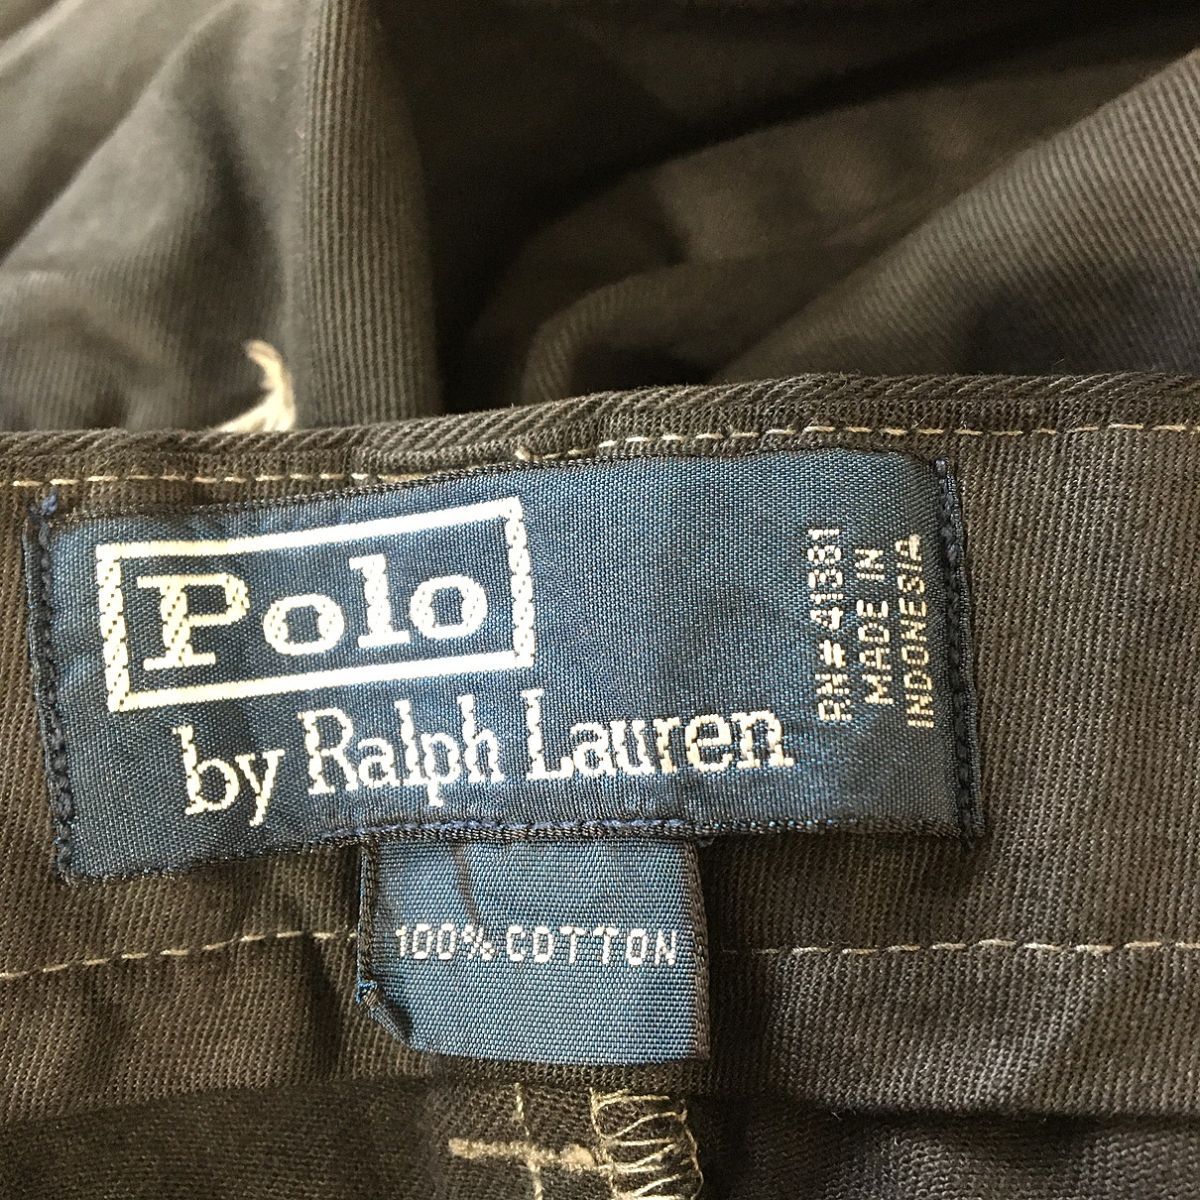 Polo
by Ralph Lauren
RN# 41381
MADE IN
INDONESIA
100% COTTON